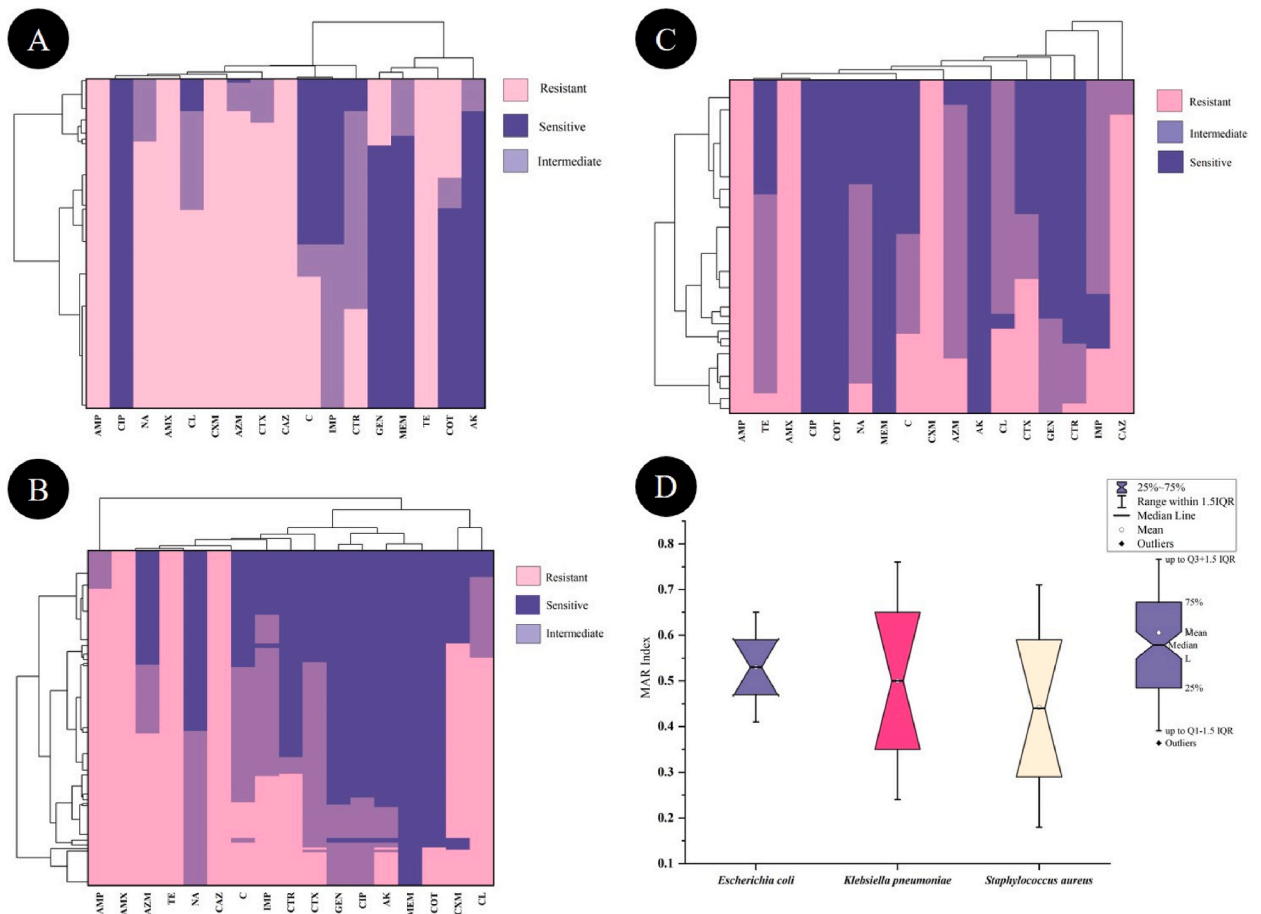 A
Resistant
Sensitive
Intermediate
AMP CIP NA AMX CL CXM AZM CTX CAZ C IMP CTR GEN MEM TE COT AK
C
Resistant
Intermediate
Sensitive
AMP TE AMX CIP COT NA MEM C CXM AZM AK CL CTX GEN CTR IMP CAZ
B
Resistant
Sensitive
Intermediate
AMP AMX AZM TE NA CAZ C IMP CTR CTX GEN CIP AK MEM COT CXM CL
D
25%~75%
Range within 1.5IQR
Median Line
Mean
Outliers
up to Q3+1.5 IQR
75%
Mean
Median
L
25%
up to Q1-1.5 IQR
Outliers
MAR Index
0.8
0.7
0.6
0.5
0.4
0.3
0.2
0.1
Escherichia coli Klebsiella pneumoniae Staphylococcus aureus